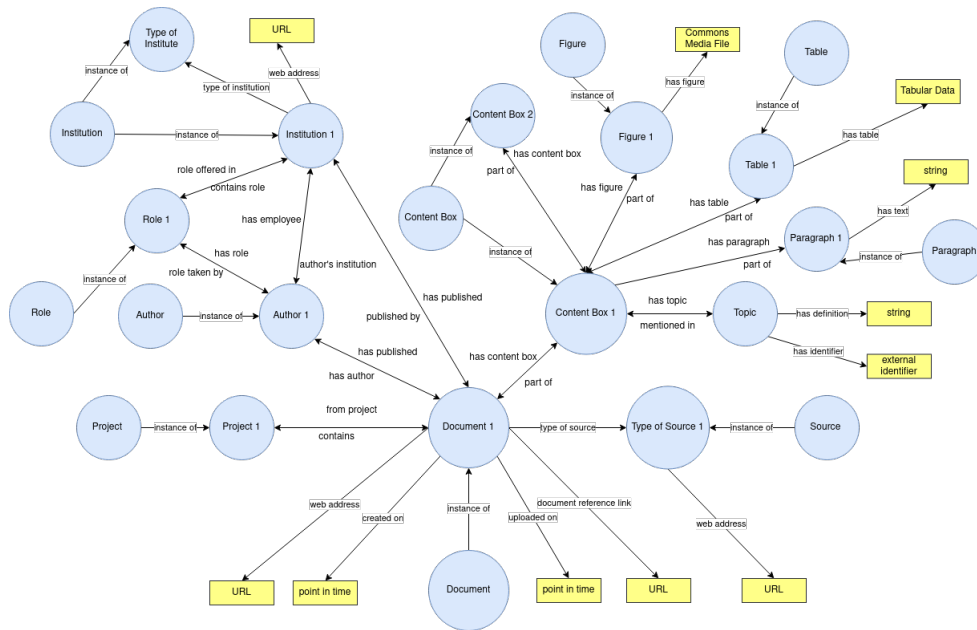 Type of
Institute
URL
Figure
Commons
Media File
Table
instance of
web address
type of institution
has figure
instance of
Tabular Data
Institution
instance of
Institution 1
Content Box 2
Figure 1
instance of
has table
instance of
has content box
part of
Table 1
string
role offered in
contains role
has figure
part of
has table
part of
has text
Role 1
has employee
Content Box
has paragraph
part of
Paragraph 1
instance of
Paragraph
has role
role taken by
author's institution
instance of
instance of
has published
published by
Role
Author
instance of
Author 1
Content Box 1
has topic
mentioned in
Topic
has definition
string
has published
has author
has content box
part of
has identifier
external
identifier
from project
contains
Project
instance of
Project 1
Document 1
type of source
Type of Source 1
instance of
Source
web address
created on
instance of
uploaded on
document reference link
web address
URL
point in time
Document
point in time
URL
URL